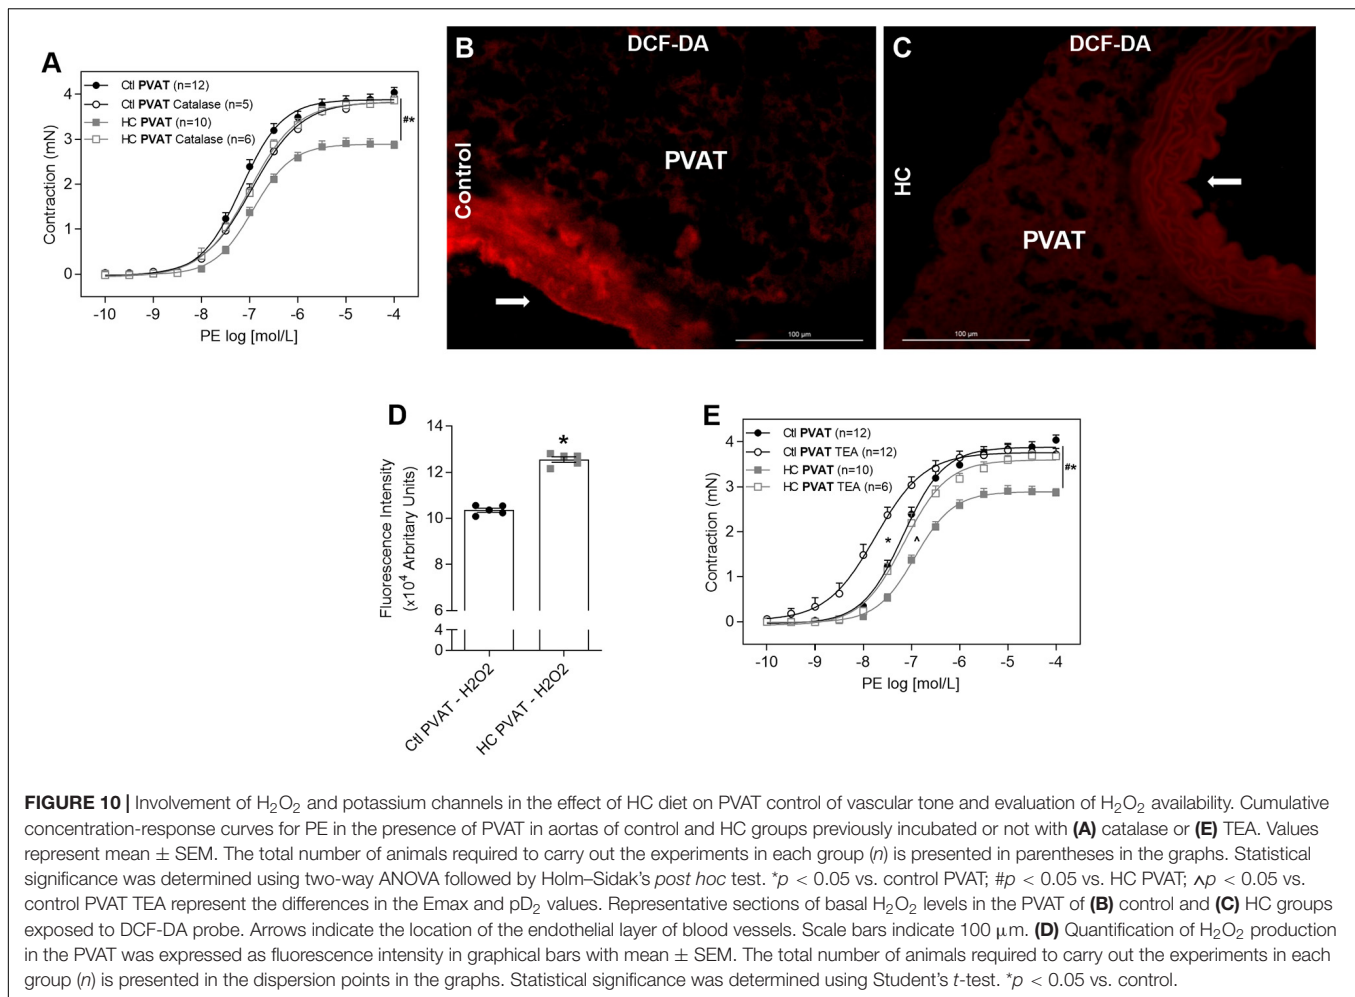 A
Ctl PVAT (n=12)
Ctl PVAT Catalase (n=5)
HC PVAT (n=10)
HC PVAT Catalase (n=6)
#*
4
3
2
1
0
Contraction (mN)
-10 -9 -8 -7 -6 -5 -4
PE log [mol/L]
B
DCF-DA
PVAT
Control
100 µm
C
DCF-DA
HC
PVAT
100 µm
D
Fluorescence Intensity
(x10⁴ Arbritary Units)
14
12
10
8
6
4
0
*
Ctl PVAT - H2O2
HC PVAT - H2O2
E
Ctl PVAT (n=12)
Ctl PVAT TEA (n=12)
HC PVAT (n=10)
HC PVAT TEA (n=6)
#*
* ^
4
3
2
1
0
Contraction (mN)
-10 -9 -8 -7 -6 -5 -4
PE log [mol/L]
FIGURE 10 | Involvement of H₂O₂ and potassium channels in the effect of HC diet on PVAT control of vascular tone and evaluation of H₂O₂ availability. Cumulative
concentration-response curves for PE in the presence of PVAT in aortas of control and HC groups previously incubated or not with (A) catalase or (E) TEA. Values
represent mean ± SEM. The total number of animals required to carry out the experiments in each group (n) is presented in parentheses in the graphs. Statistical
significance was determined using two-way ANOVA followed by Holm–Sidak's post hoc test. *p < 0.05 vs. control PVAT; #p < 0.05 vs. HC PVAT; ∧p < 0.05 vs.
control PVAT TEA represent the differences in the Emax and pD₂ values. Representative sections of basal H₂O₂ levels in the PVAT of (B) control and (C) HC groups
exposed to DCF-DA probe. Arrows indicate the location of the endothelial layer of blood vessels. Scale bars indicate 100 μm. (D) Quantification of H₂O₂ production
in the PVAT was expressed as fluorescence intensity in graphical bars with mean ± SEM. The total number of animals required to carry out the experiments in each
group (n) is presented in the dispersion points in the graphs. Statistical significance was determined using Student's t-test. *p < 0.05 vs. control.